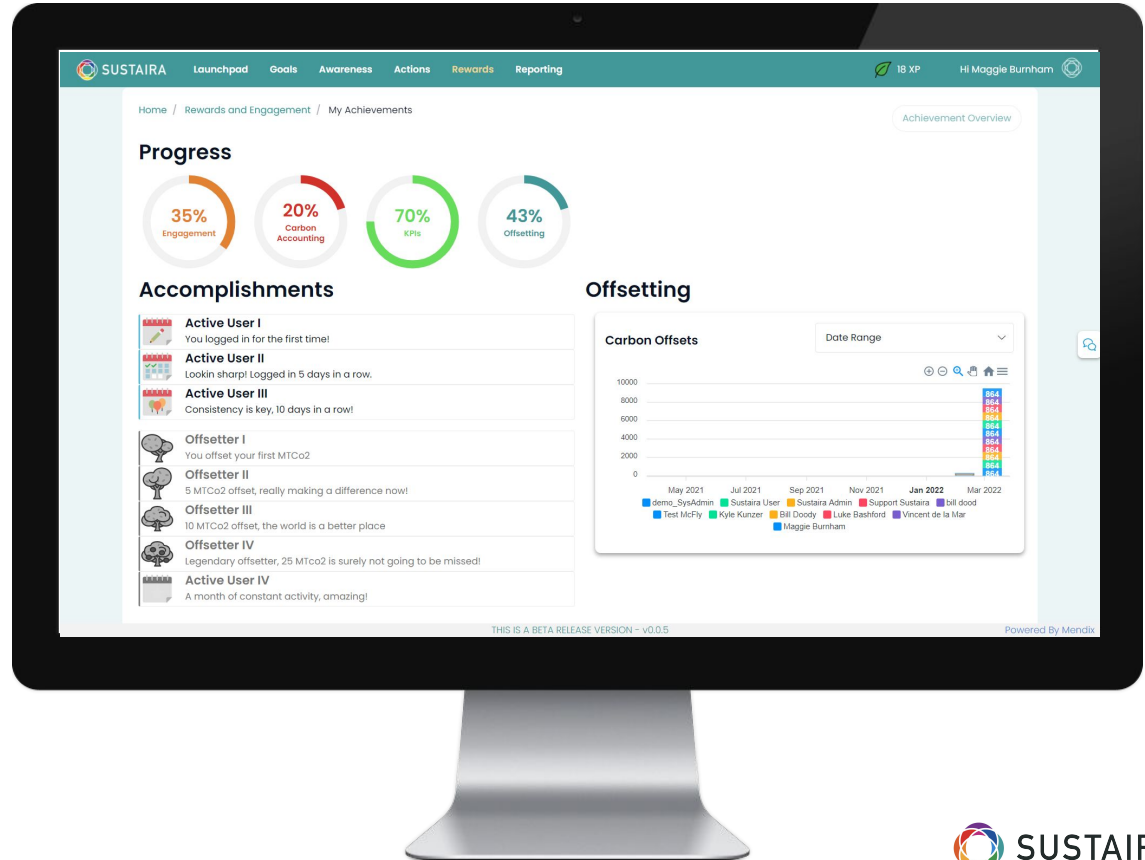 SUSTAIRA Launchpad Goals Awareness Actions Rewards Reporting 18 XP Hi Maggie Burnham
Home / Rewards and Engagement / My Achievements
Achievement Overview
Progress
35%
Engagement
20%
Carbon
Accounting
70%
KPIs
43%
Offsetting
Accomplishments
Active User I
You logged in for the first time!
Active User II
Lookin sharp! Logged in 5 days in a row.
Active User III
Consistency is key, 10 days in a row!
Offsetter I
You offset your first MTCo2
Offsetter II
5 MTCo2 offset, really making a difference now!
Offsetter III
10 MTCo2 offset, the world is a better place
Offsetter IV
Legendary offsetter, 25 MTco2 is surely not going to be missed!
Active User IV
A month of constant activity, amazing!
Offsetting
Carbon Offsets
Date Range
10000
8000
6000
4000
2000
0
864
864
864
864
864
864
864
864
864
864
864
May 2021 Jul 2021 Sep 2021 Nov 2021 Jan 2022 Mar 2022
demo_SysAdmin Sustaira User Sustaira Admin Support Sustaira bill dood
Test McFly Kyle Kunzer Bill Doody Luke Bashford Vincent de la Mar
Maggie Burnham
THIS IS A BETA RELEASE VERSION - v0.0.5
Powered By Mendix
SUSTAIR